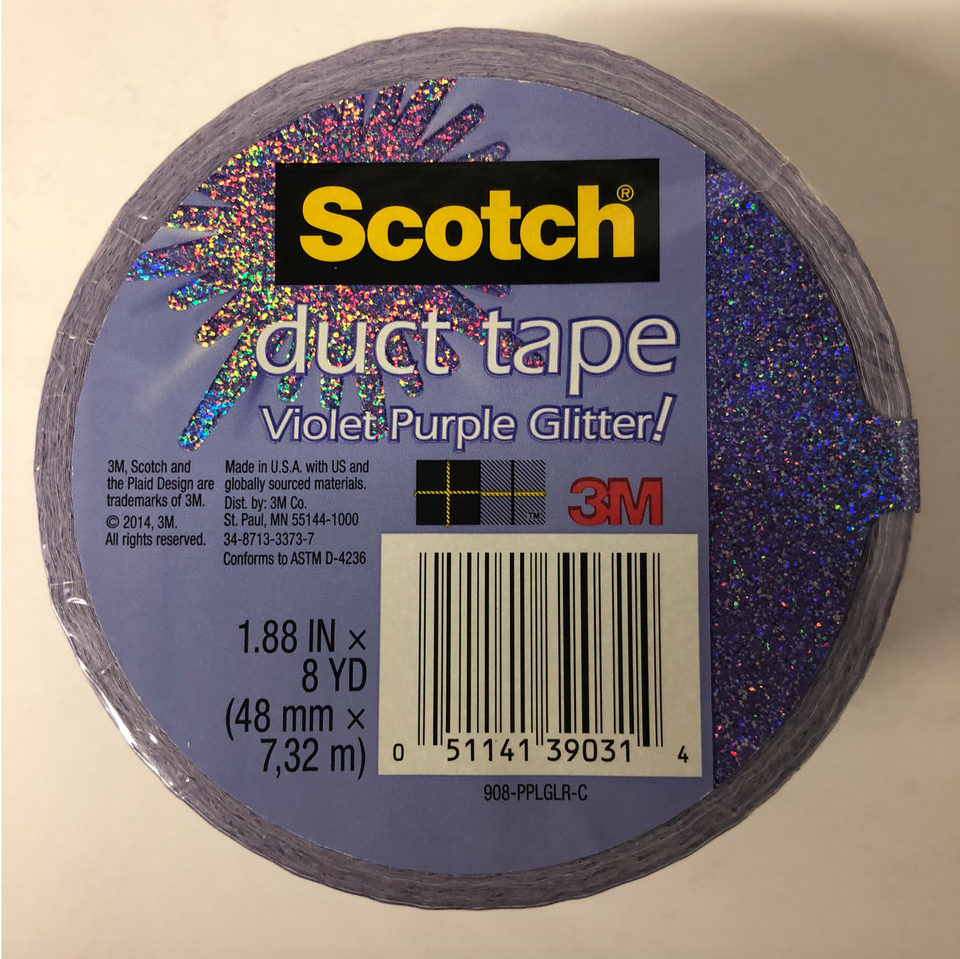 Scotch®
duct tape
Violet Purple Glitter!
3M, Scotch and
the Plaid Design are
trademarks of 3M.
© 2014, 3M.
All rights reserved.
Made in U.S.A. with US and
globally sourced materials.
Dist. by: 3M Co.
St. Paul, MN 55144-1000
34-8713-3373-7
Conforms to ASTM D-4236
TM
3M
1.88 IN ×
8 YD
(48 mm ×
7,32 m)
0 51141 39031 4
908-PPLGLR-C